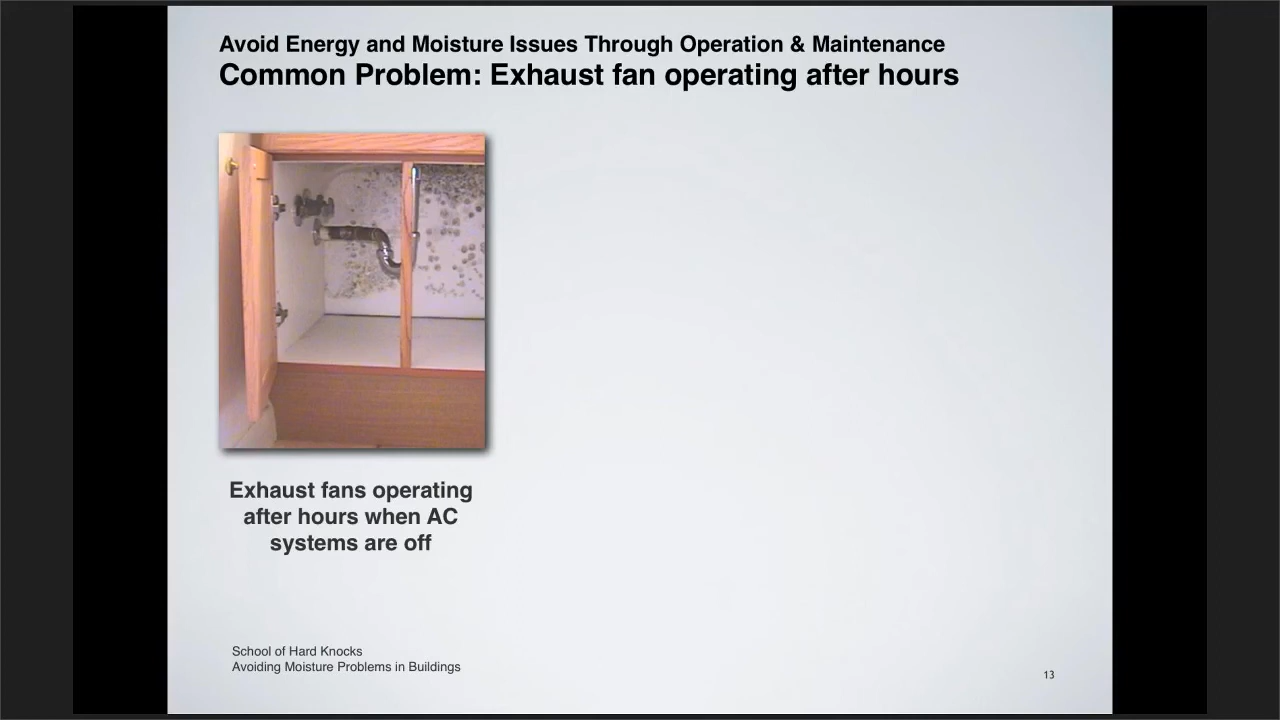 Avoid Energy and Moisture Issues Through Operation & Maintenance
Common Problem: Exhaust fan operating after hours
Exhaust fans operating
after hours when AC
systems are off
School of Hard Knocks
Avoiding Moisture Problems in Buildings
13